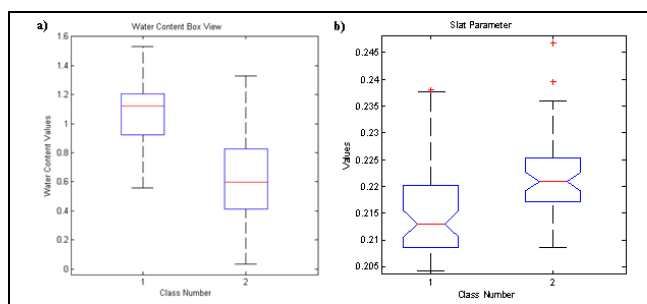 a)
Water Content Box View
1.6
1.4
1.2
1
0.8
0.6
0.4
0.2
0
Water Content Values
1
2
Class Number
b)
Slat Parameter
0.245
0.24
0.235
0.23
0.225
0.22
0.215
0.21
0.205
Values
1
2
Class Number